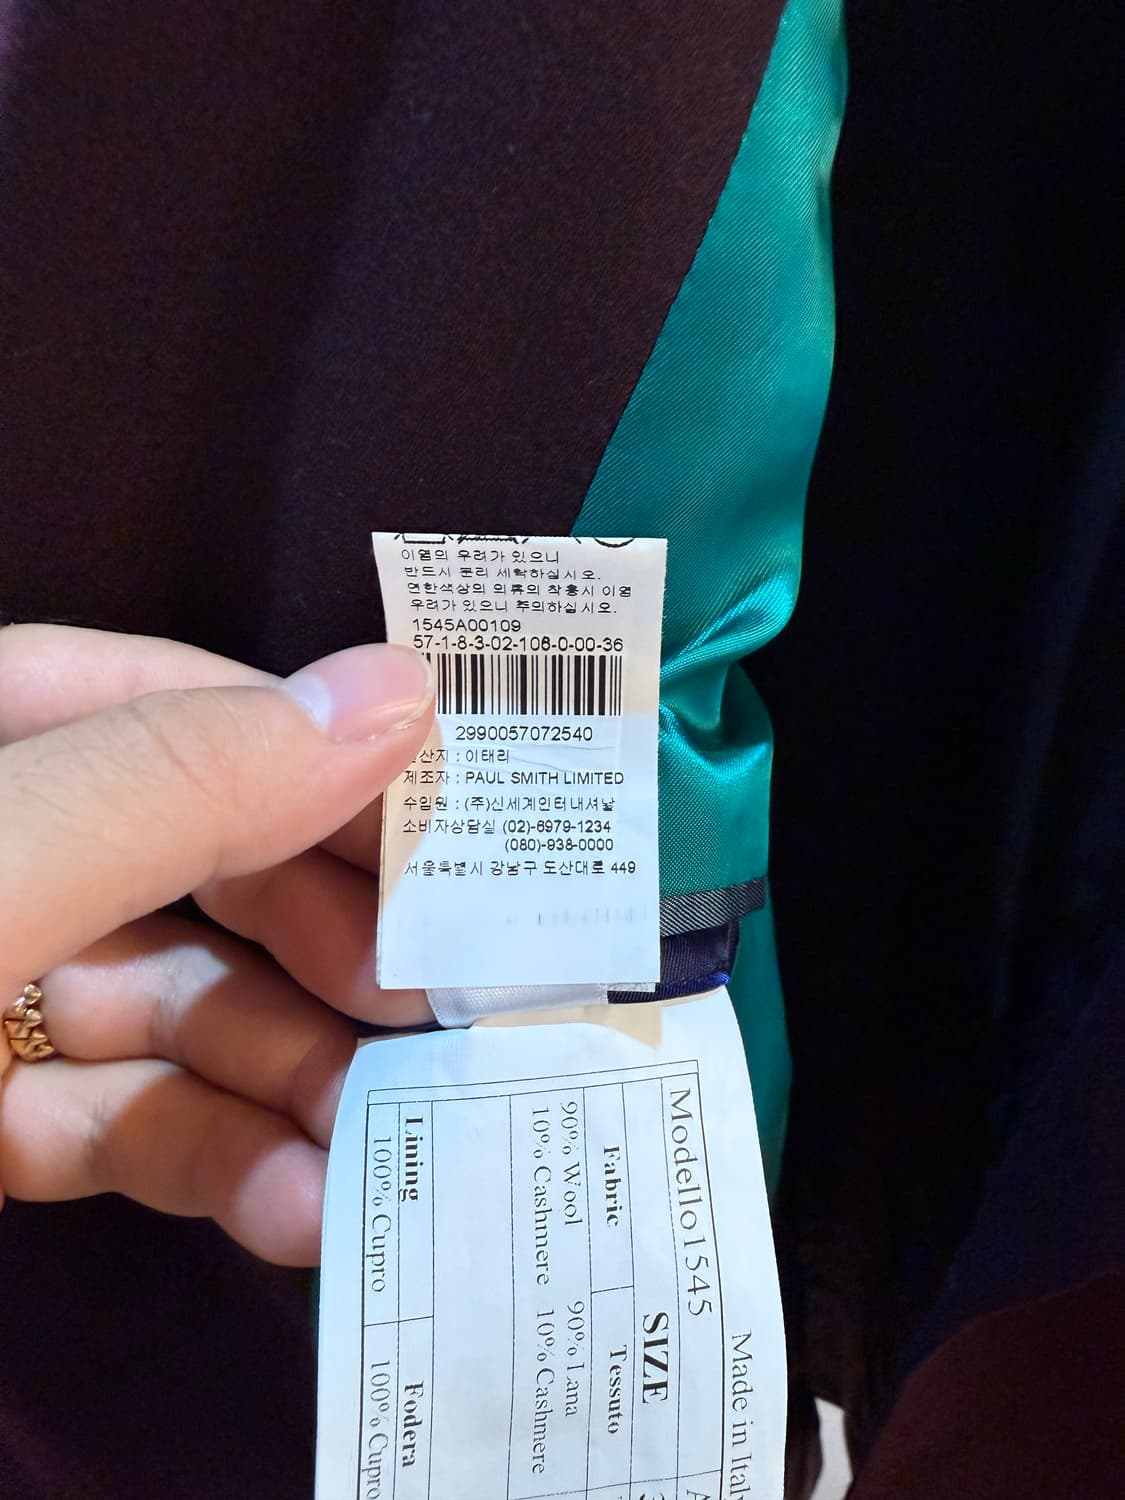 이염의 우려가 있으니
반드시 분리 세탁하십시오.
연한색상의 의류의 착용시 이염
우려가 있으니 주의하십시오.
1545A00109
57-1-8-3-02-108-0-00-36
2990057072540
산지 : 이태리
제조자 : PAUL SMITH LIMITED
수입원 : (주)신세계인터내셔날
소비자상담실 (02)-6979-1234
(080)-938-0000
서울특별시 강남구 도산대로 449
Made in Italy
Modello1545
SIZE
Fabric Tessuto
90% Wool 90% Lana
10% Cashmere 10% Cashmere
Lining Fodera
100% Cupro 100% Cupro